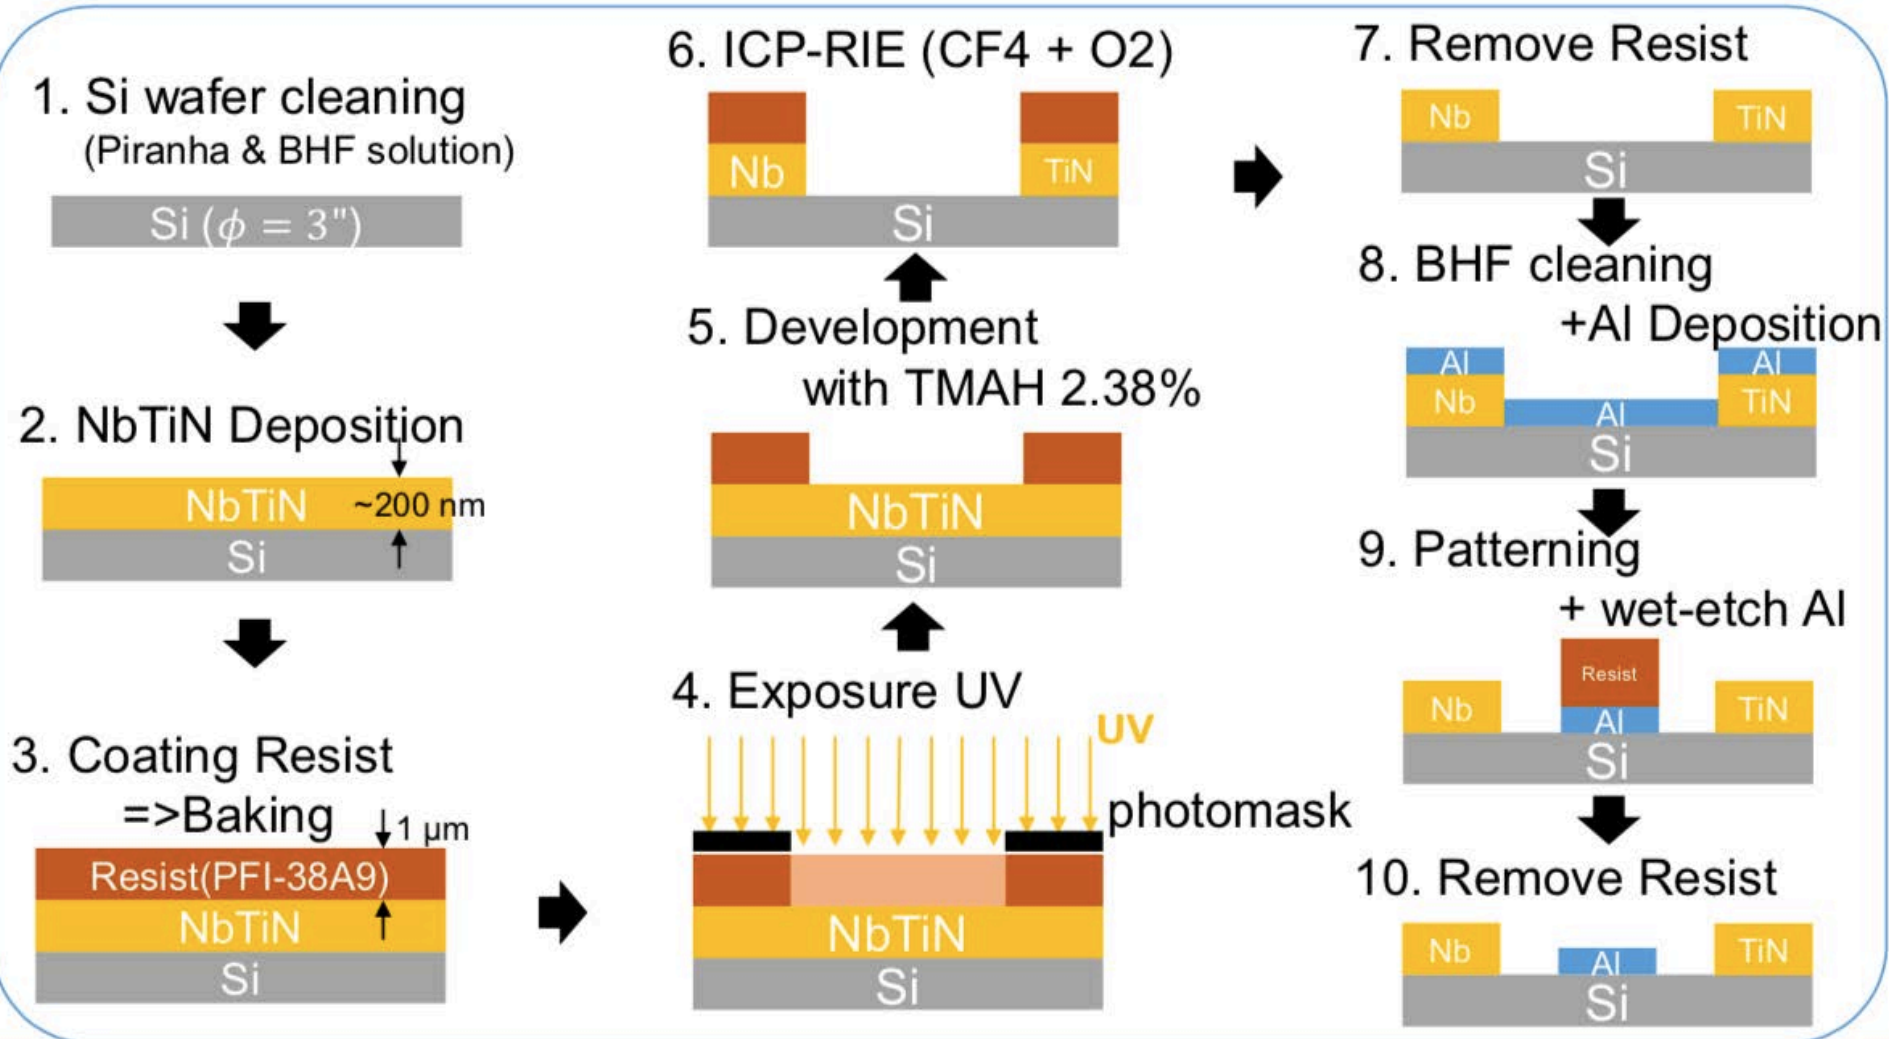 1. Si wafer cleaning
(Piranha & BHF solution)
Si (ϕ = 3")
2. NbTiN Deposition
NbTiN ~200 nm
Si
3. Coating Resist
=>Baking
1 μm
Resist(PFI-38A9)
NbTiN
Si
4. Exposure UV
UV
photomask
NbTiN
Si
5. Development
with TMAH 2.38%
NbTiN
Si
6. ICP-RIE (CF4 + O2)
Nb TiN
Si
7. Remove Resist
Nb TiN
Si
8. BHF cleaning
+Al Deposition
Al Al
Nb TiN
Al
Si
9. Patterning
+ wet-etch Al
Resist
Nb Al TiN
Si
10. Remove Resist
Nb Al TiN
Si